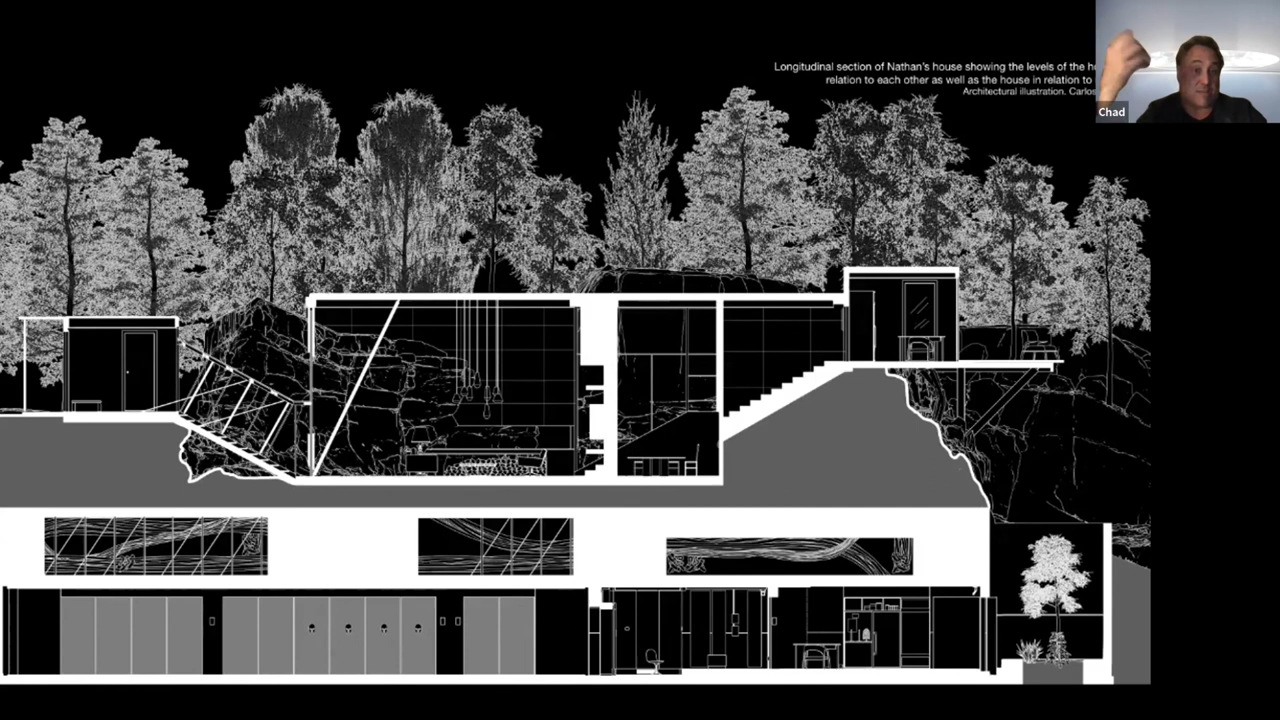 Longitudinal section of Nathan's house showing the levels of the
relation to each other as well as the house in relation to
Architectural illustration. Carlos
Chad